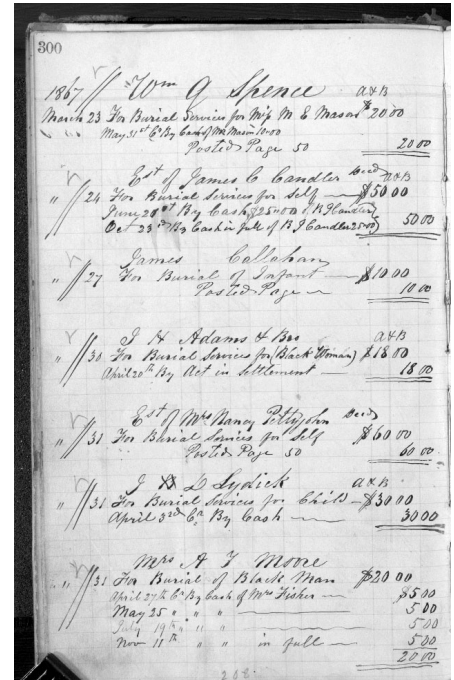 300
1867 // "Wm G Spence A&B
March 23 For Burial Services for Miss M E Mason $20 00
" " May 31st Cr By Cash of Mr Mason 10.00
Posted Page 50 20 00
Est of James C Candler Decd A&B
" // 24 For Burial Services for Self — $50 00
June 20th By Cash $25.00 of B J Candler
Oct 23rd By Cash in full of B J Candler 25.00 50 00
James Callahan
" // 27 For Burial of Infant — $10 00
Posted Page — 10 00
J H Adams & Bro A&B
" // 30 For Burial Services for (Black Woman) $18 00
April 20th By Act in Settlement — 18 00
Est of Mrs Nancy Pettyjohn Decd
" // 31 For Burial Services for Self $60 00
Posted Page 50 60 00
J D Lydick A&B
" // 31 For Burial Services for Child — $30 00
April 3rd Cr By Cash — 30 00
Mrs A T Moore
" // 31 For Burial of Black Man $20 00
April 27th Cr By Cash of Mrs Fisher — $5 00
May 25 " " " — 5 00
July 19th " " " — 5 00
Nov 11th " " in full — 5 00
20 00
208